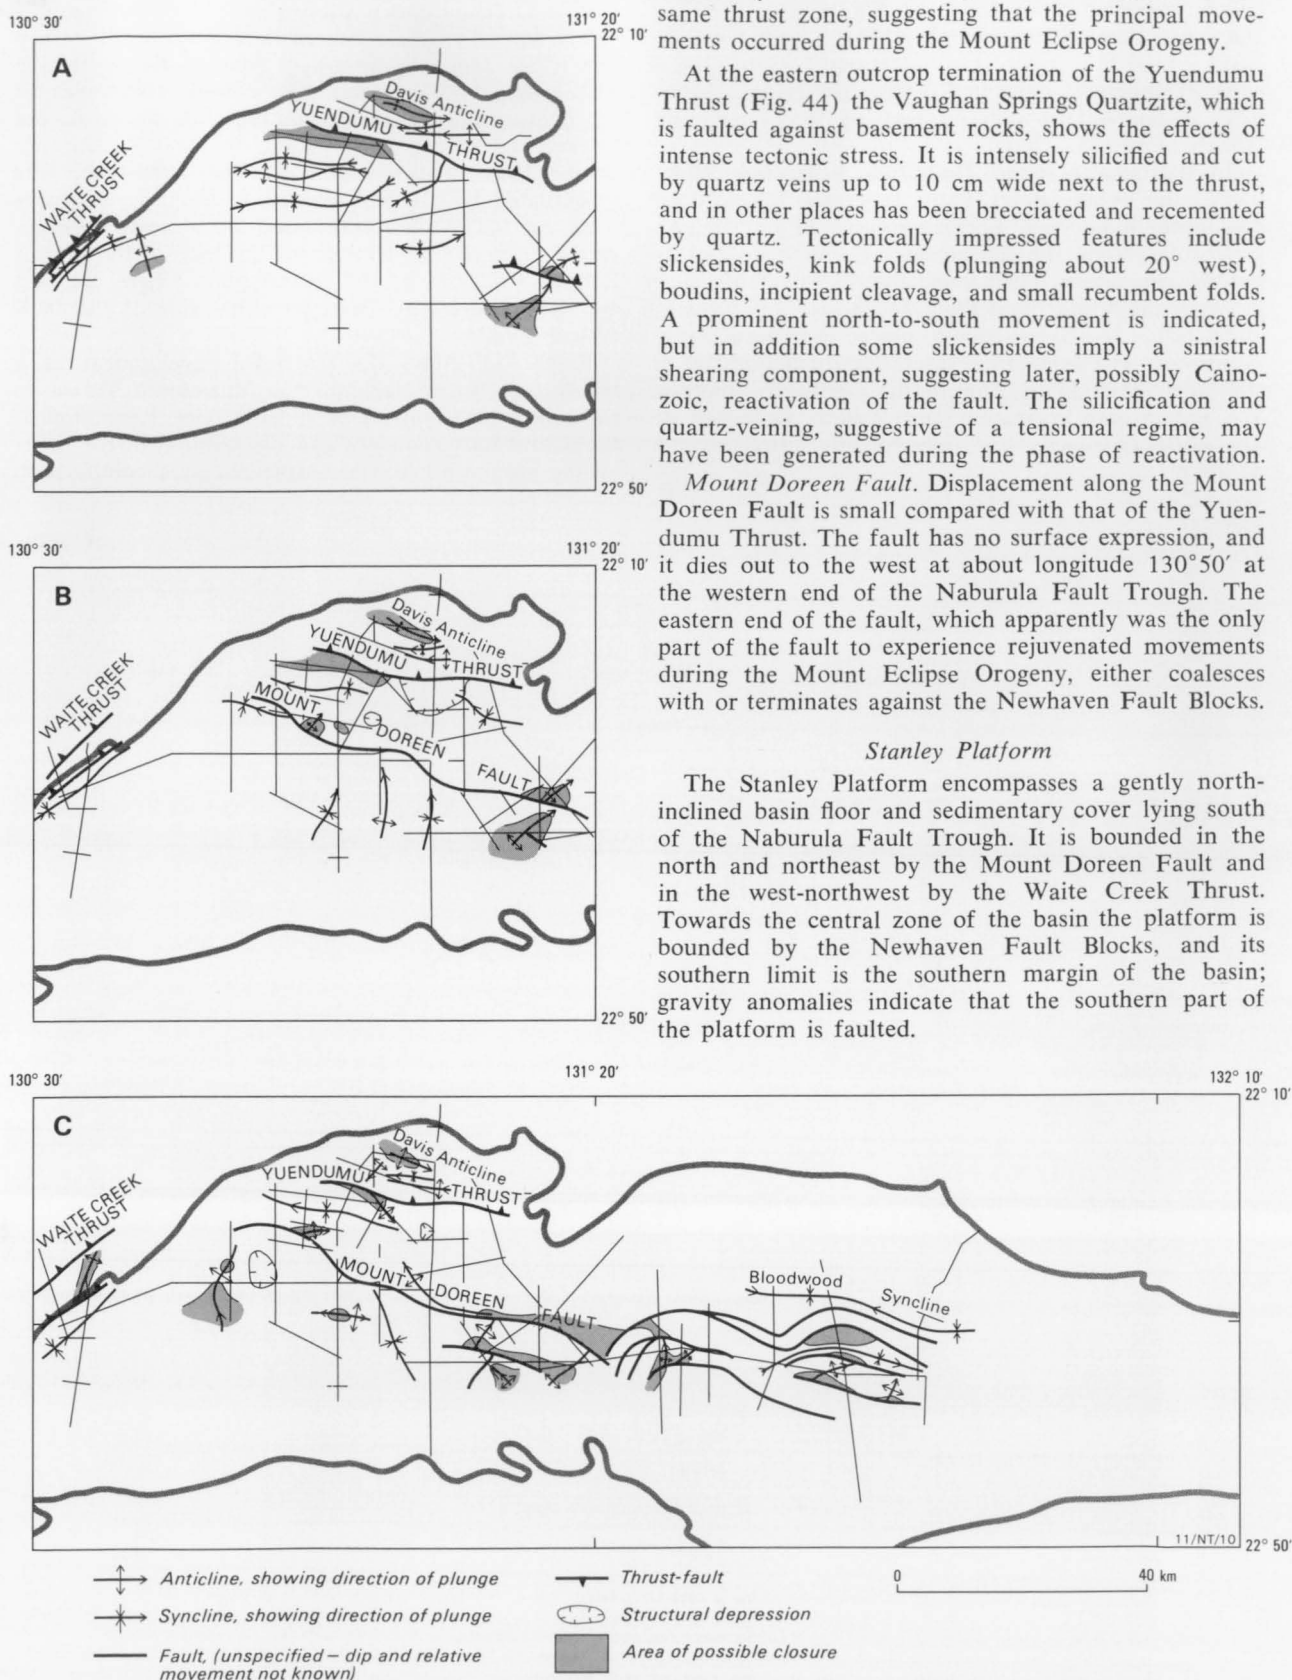 130° 30′
131° 20′
22° 10′
A
Davis Anticline
YUENDUMU
THRUST
WAITE CREEK
THRUST
22° 50′
same thrust zone, suggesting that the principal move-
ments occurred during the Mount Eclipse Orogeny.
At the eastern outcrop termination of the Yuendumu
Thrust (Fig. 44) the Vaughan Springs Quartzite, which
is faulted against basement rocks, shows the effects of
intense tectonic stress. It is intensely silicified and cut
by quartz veins up to 10 cm wide next to the thrust,
and in other places has been brecciated and recemented
by quartz. Tectonically impressed features include
slickensides, kink folds (plunging about 20° west),
boudins, incipient cleavage, and small recumbent folds.
A prominent north-to-south movement is indicated,
but in addition some slickensides imply a sinistral
shearing component, suggesting later, possibly Caino-
zoic, reactivation of the fault. The silicification and
quartz-veining, suggestive of a tensional regime, may
have been generated during the phase of reactivation.
Mount Doreen Fault. Displacement along the Mount
Doreen Fault is small compared with that of the Yuen-
dumu Thrust. The fault has no surface expression, and
it dies out to the west at about longitude 130°50′ at
the western end of the Naburula Fault Trough. The
eastern end of the fault, which apparently was the only
part of the fault to experience rejuvenated movements
during the Mount Eclipse Orogeny, either coalesces
with or terminates against the Newhaven Fault Blocks.
Stanley Platform
The Stanley Platform encompasses a gently north-
inclined basin floor and sedimentary cover lying south
of the Naburula Fault Trough. It is bounded in the
north and northeast by the Mount Doreen Fault and
in the west-northwest by the Waite Creek Thrust.
Towards the central zone of the basin the platform is
bounded by the Newhaven Fault Blocks, and its
southern limit is the southern margin of the basin;
gravity anomalies indicate that the southern part of
the platform is faulted.
130° 30′
131° 20′
22° 10′
B
Davis Anticline
YUENDUMU
THRUST
MOUNT
DOREEN
FAULT
WAITE CREEK
THRUST
22° 50′
130° 30′
131° 20′
132° 10′
22° 10′
C
Davis Anticline
YUENDUMU
THRUST
WAITE CREEK
THRUST
MOUNT
DOREEN
FAULT
Bloodwood
Syncline
11/NT/10
22° 50′
Anticline, showing direction of plunge
Syncline, showing direction of plunge
Fault, (unspecified – dip and relative
movement not known)
Thrust-fault
Structural depression
Area of possible closure
0
40 km